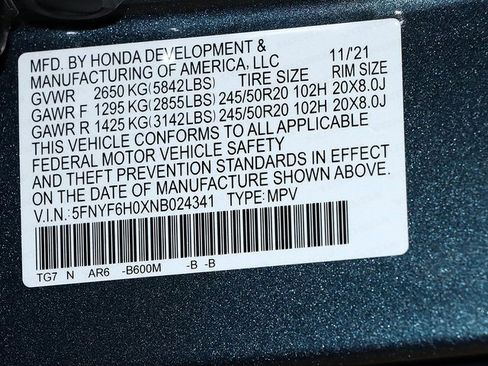 MFD. BY HONDA DEVELOPMENT & 11/'21
MANUFACTURING OF AMERICA, LLC
GVWR 2650 KG(5842LBS) TIRE SIZE RIM SIZE
GAWR F 1295 KG(2855LBS) 245/50R20 102H 20X8.0J
GAWR R 1425 KG(3142LBS) 245/50R20 102H 20X8.0J
THIS VEHICLE CONFORMS TO ALL APPLICABLE
FEDERAL MOTOR VEHICLE SAFETY
AND THEFT PREVENTION STANDARDS IN EFFECT
ON THE DATE OF MANUFACTURE SHOWN ABOVE.
V.I.N.: 5FNYF6H0XNB024341 TYPE: MPV
TG7 N AR6 -B600M -B -B